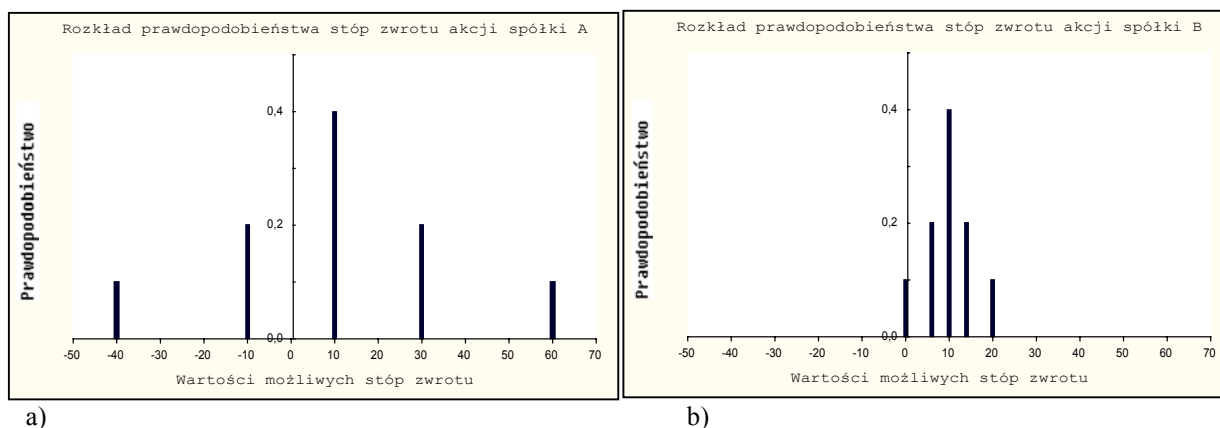 Rozkład prawdopodobieństwa stóp zwrotu akcji spółki A
Prawdopodobieństwo
0,4
0,2
0,0
-50 -40 -30 -20 -10 0 10 20 30 40 50 60 70
Wartości możliwych stóp zwrotu
a)
Rozkład prawdopodobieństwa stóp zwrotu akcji spółki B
Prawdopodobieństwo
0,4
0,2
0,0
-50 -40 -30 -20 -10 0 10 20 30 40 50 60 70
Wartości możliwych stóp zwrotu
b)